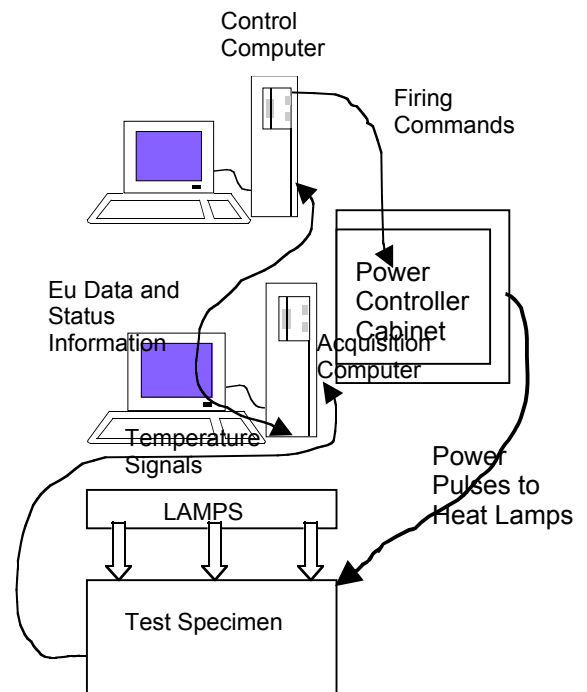 Control
Computer
Firing
Commands
Power
Controller
Cabinet
Eu Data and
Status
Information
Acquisition
Computer
Temperature
Signals
Power
Pulses to
Heat Lamps
LAMPS
Test Specimen